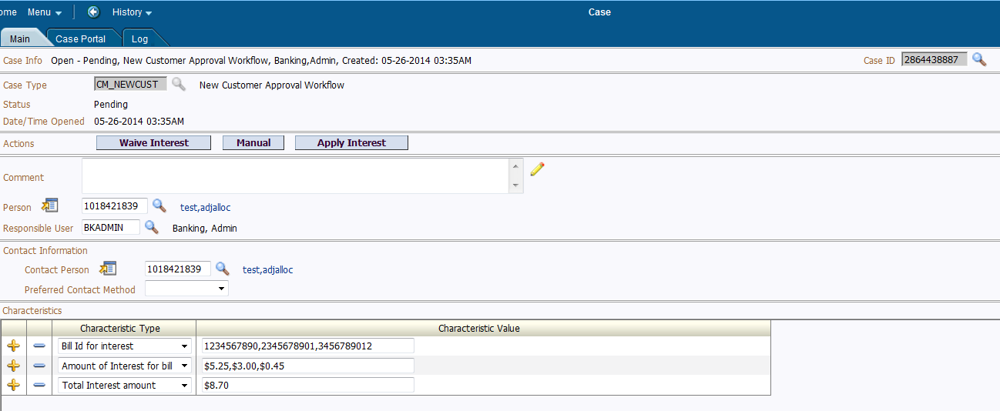 ome Menu History Case
Main Case Portal Log
Case Info Open - Pending, New Customer Approval Workflow, Banking,Admin, Created: 05-26-2014 03:35AM Case ID 2864438887
Case Type CM_NEWCUST New Customer Approval Workflow
Status Pending
Date/Time Opened 05-26-2014 03:35AM
Actions Waive Interest Manual Apply Interest
Comment
Person 1018421839 test,adjalloc
Responsible User BKADMIN Banking, Admin
Contact Information
Contact Person 1018421839 test,adjalloc
Preferred Contact Method
Characteristics
Characteristic Type Characteristic Value
Bill Id for interest 1234567890,2345678901,3456789012
Amount of Interest for bill $5.25,$3.00,$0.45
Total Interest amount $8.70